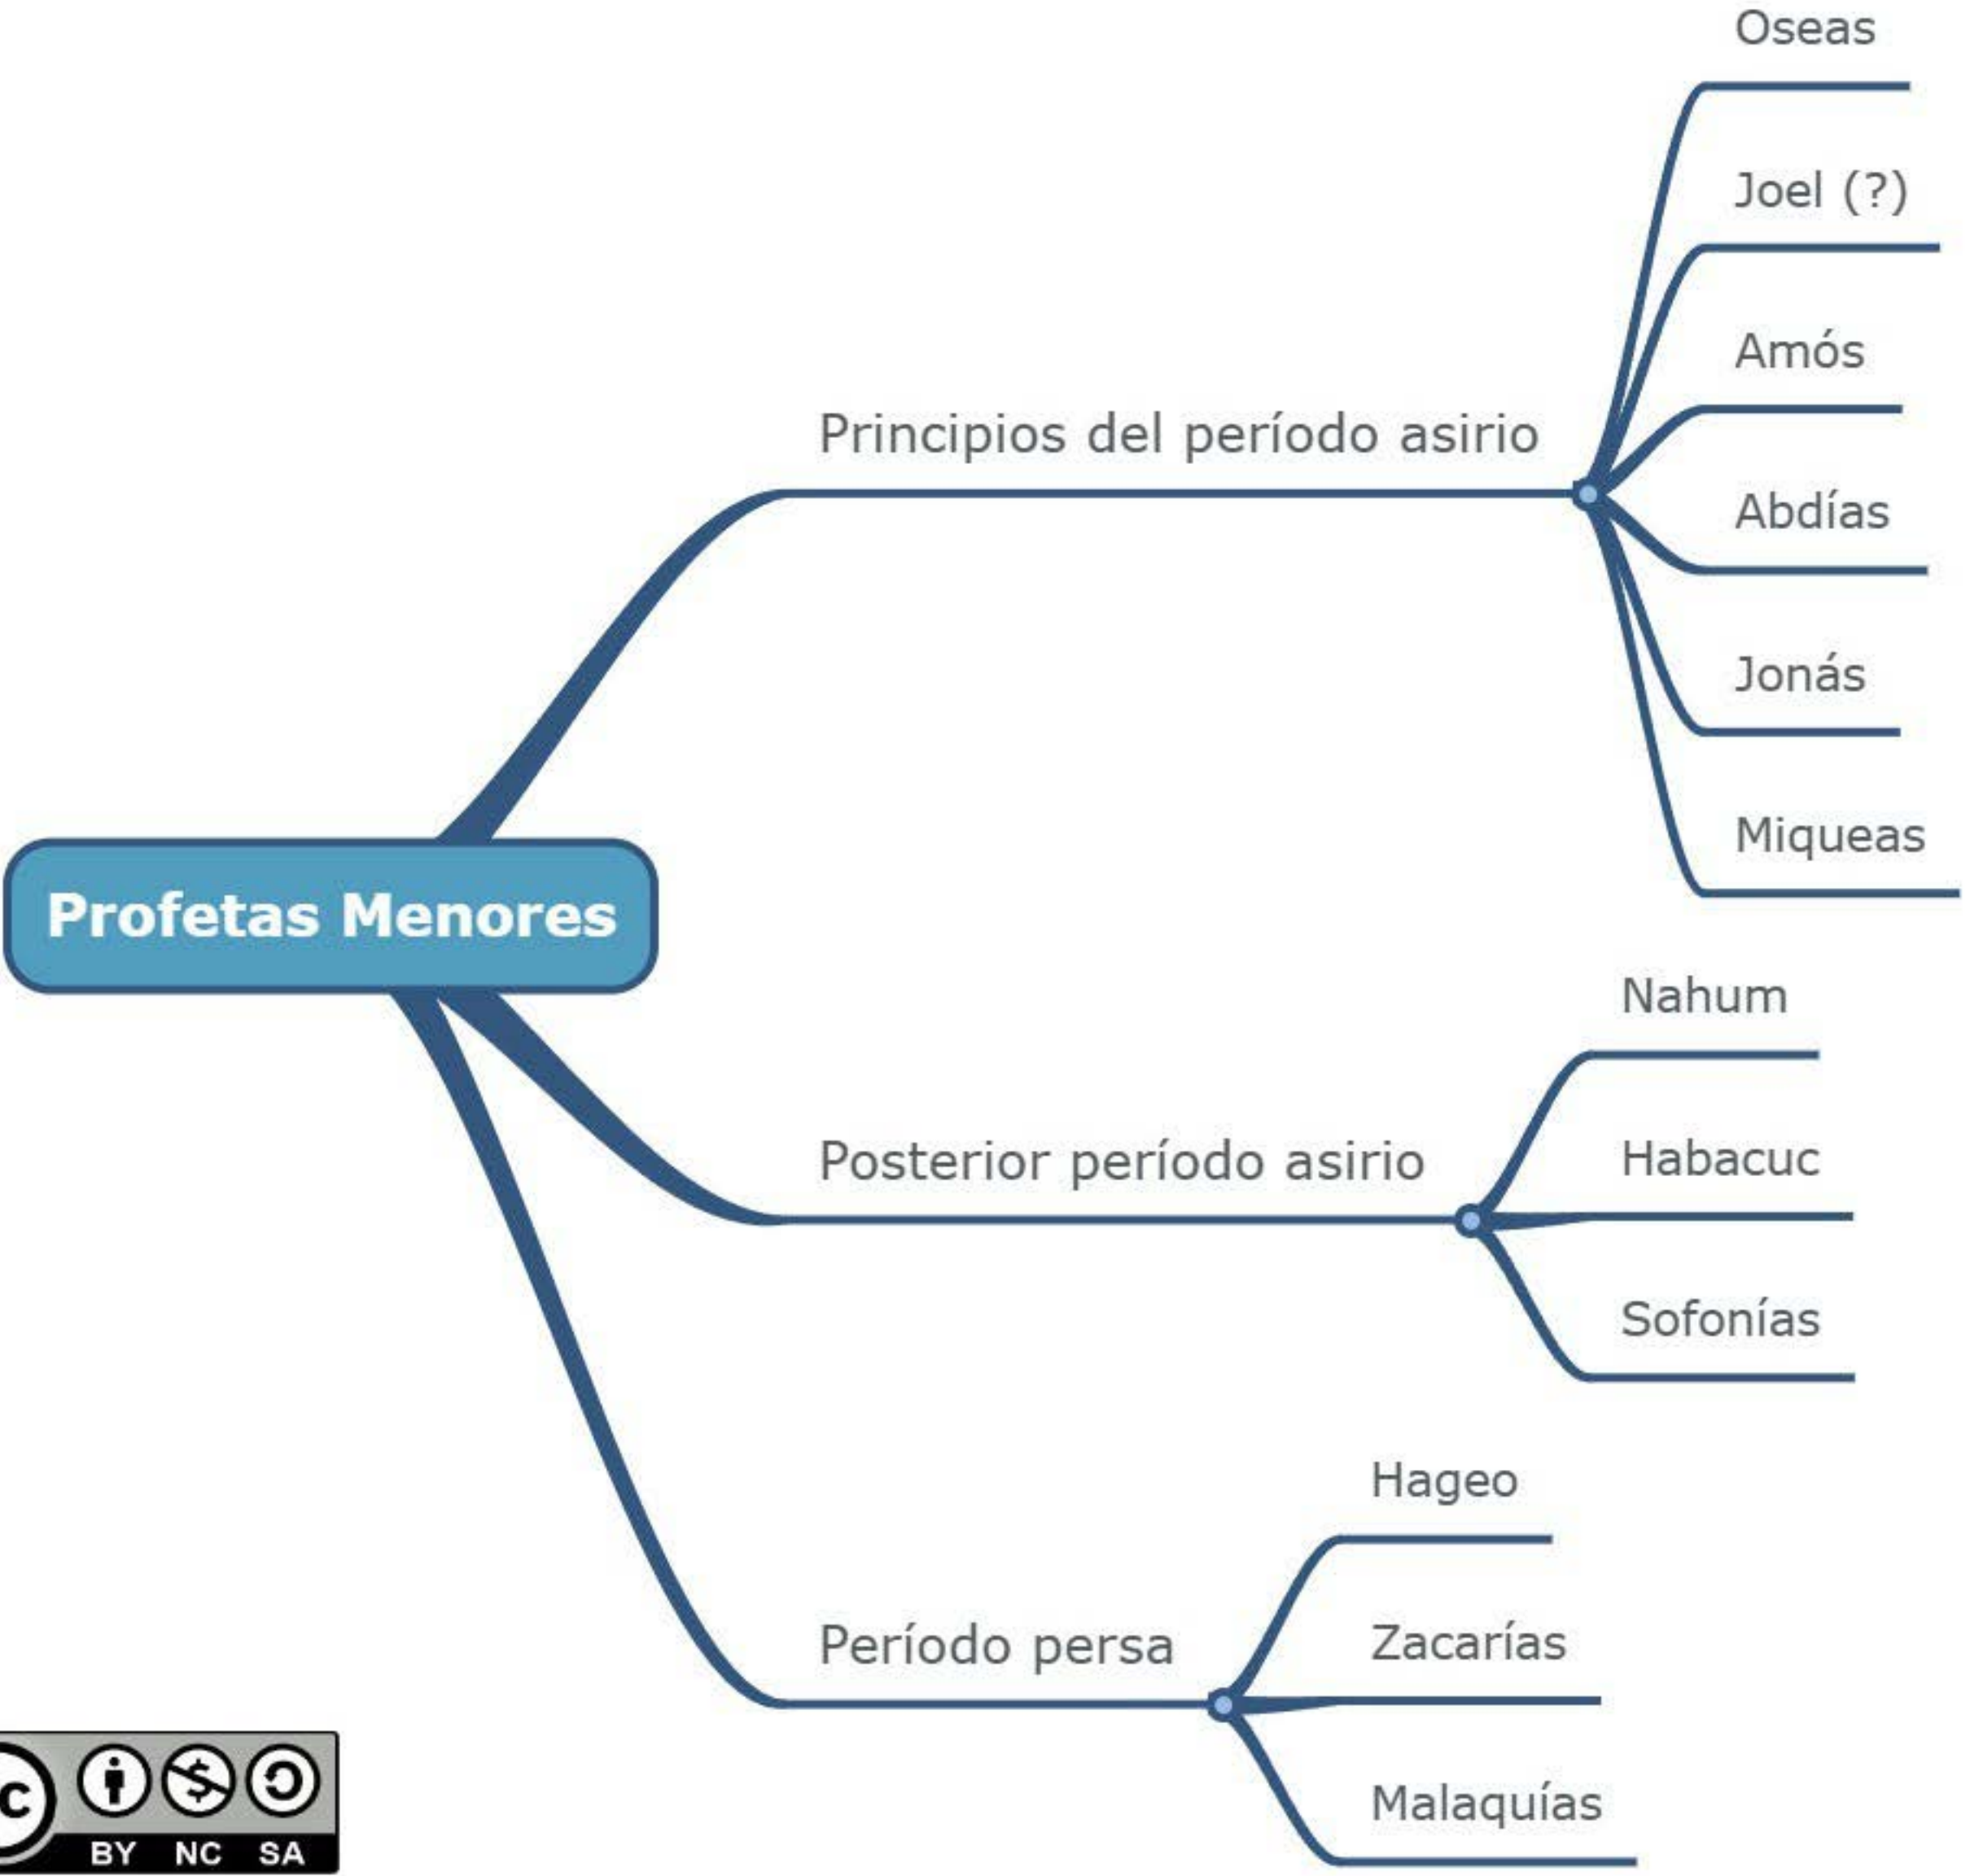 Oseas
Joel (?)
Amós
Principios del período asirio
Abdías
Jonás
Miqueas
Profetas Menores
Nahum
Posterior período asirio
Habacuc
Sofonías
Hageo
Período persa
Zacarías
Malaquías
cc
BY NC SA